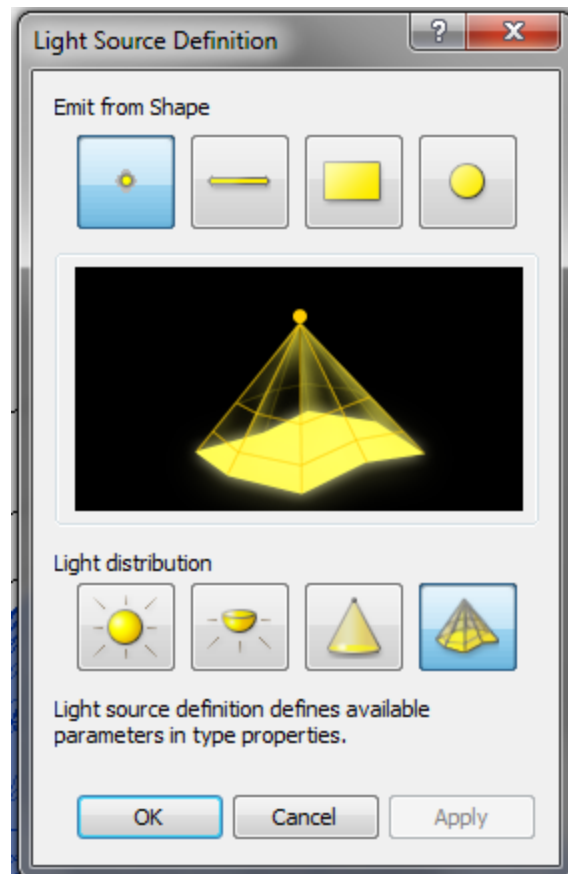 Light Source Definition
?
X
Emit from Shape
Light distribution
Light source definition defines available
parameters in type properties.
OK
Cancel
Apply